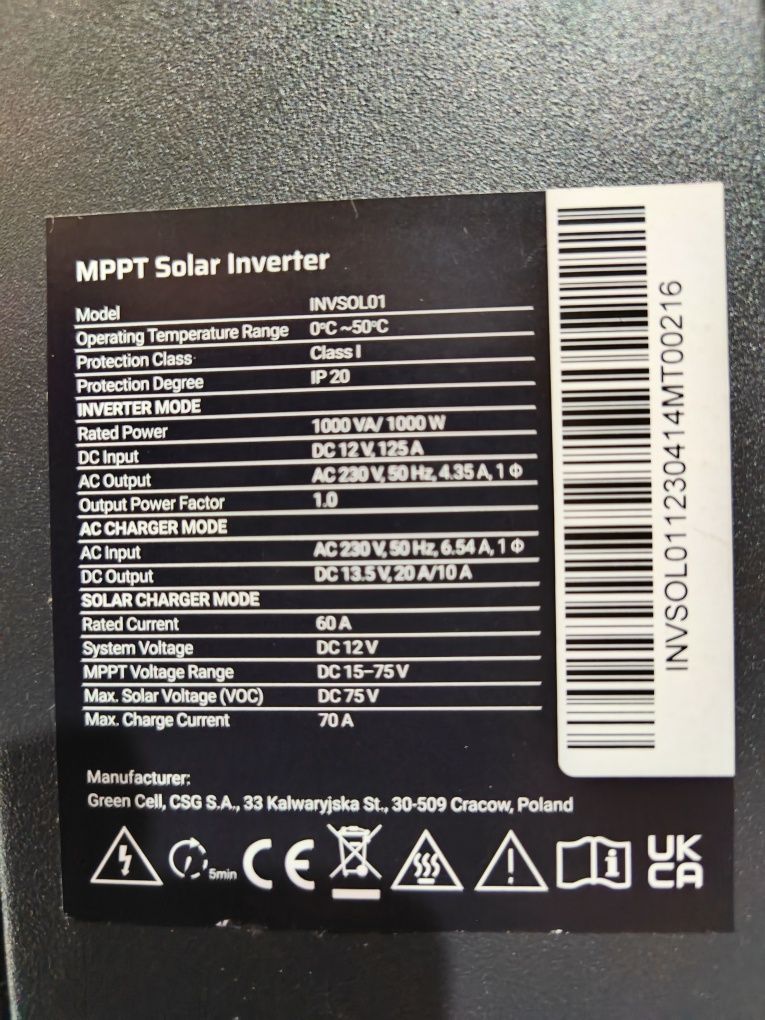 MPPT Solar Inverter
Model INVSOL01
Operating Temperature Range 0°C ~50°C
Protection Class Class I
Protection Degree IP 20
INVERTER MODE
Rated Power 1000 VA/ 1000 W
DC Input DC 12 V, 125 A
AC Output AC 230 V, 50 Hz, 4.35 A, 1 Φ
Output Power Factor 1.0
AC CHARGER MODE
AC Input AC 230 V, 50 Hz, 6.54 A, 1 Φ
DC Output DC 13.5 V, 20 A/10 A
SOLAR CHARGER MODE
Rated Current 60 A
System Voltage DC 12 V
MPPT Voltage Range DC 15–75 V
Max. Solar Voltage (VOC) DC 75 V
Max. Charge Current 70 A
INVSOL011230414MT00216
Manufacturer:
Green Cell, CSG S.A., 33 Kalwaryjska St., 30-509 Cracow, Poland
5min CE UK
CA